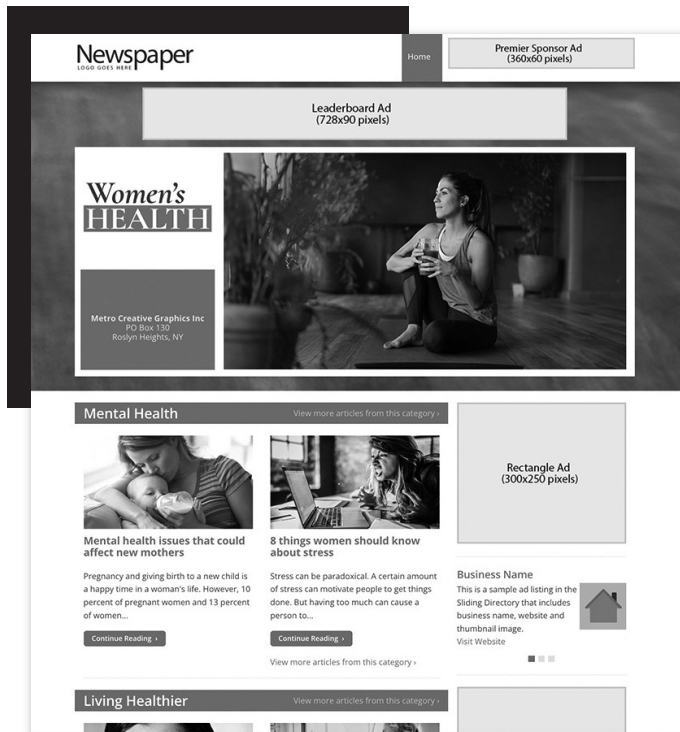 Newspaper
LOGO GOES HERE
Home
Premier Sponsor Ad
(360x60 pixels)
Leaderboard Ad
(728x90 pixels)
Women's
HEALTH
Metro Creative Graphics Inc
PO Box 130
Roslyn Heights, NY
Mental Health
View more articles from this category ›
Mental health issues that could
affect new mothers
Pregnancy and giving birth to a new child is
a happy time in a woman's life. However, 10
percent of pregnant women and 13 percent
of women...
Continue Reading ›
8 things women should know
about stress
Stress can be paradoxical. A certain amount
of stress can motivate people to get things
done. But having too much can cause a
person to...
Continue Reading ›
View more articles from this category ›
Rectangle Ad
(300x250 pixels)
Business Name
This is a sample ad listing in the
Sliding Directory that includes
business name, website and
thumbnail image.
Visit Website
Living Healthier
View more articles from this category ›